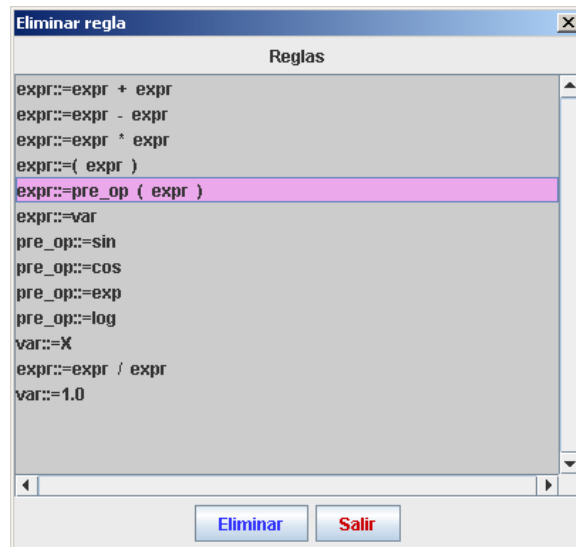 Eliminar regla
Reglas
expr::=expr + expr
expr::=expr - expr
expr::=expr * expr
expr::=( expr )
expr::=pre_op ( expr )
expr::=var
pre_op::=sin
pre_op::=cos
pre_op::=exp
pre_op::=log
var::=X
expr::=expr / expr
var::=1.0
Eliminar Salir